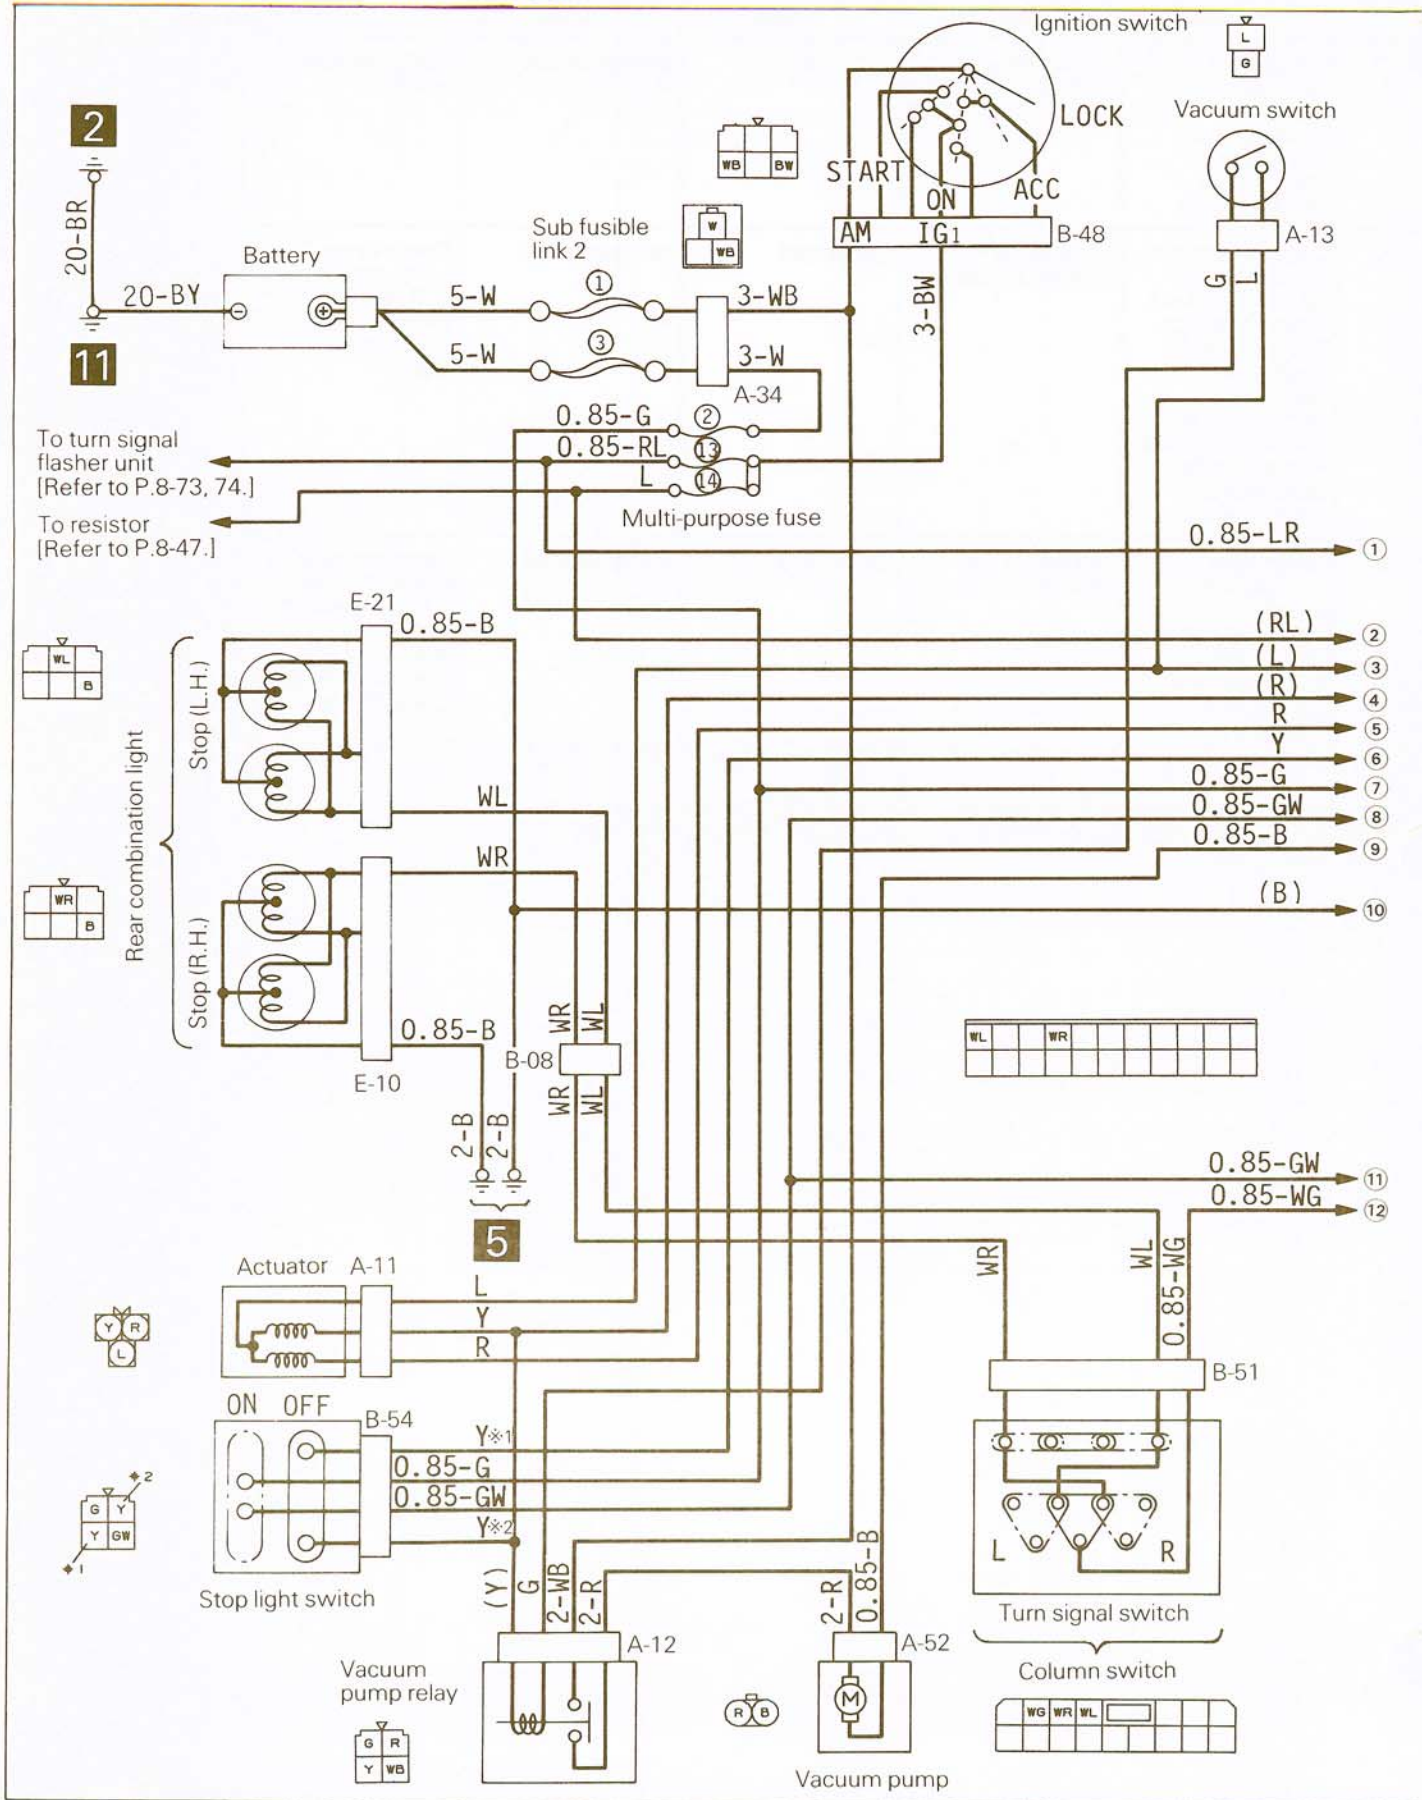 Ignition switch
L
G
Vacuum switch
LOCK
2
WB BW
START
ON
ACC
AM IG1
B-48
A-13
20-BR
Sub fusible
link 2
W
WB
Battery
20-BY
5-W
1
3-WB
3-BW
G
L
11
5-W
3
3-W
A-34
0.85-G
2
To turn signal
flasher unit
[Refer to P.8-73, 74.]
0.85-RL
13
L
14
To resistor
[Refer to P.8-47.]
Multi-purpose fuse
0.85-LR
1
E-21
0.85-B
(RL)
2
WL
B
(L)
3
(R)
4
Stop (L.H.)
R
5
Y
6
Rear combination light
0.85-G
7
WL
0.85-GW
8
0.85-B
9
WR
WR
B
(B)
10
Stop (R.H.)
0.85-B
WR
WL
B-08
E-10
WR
WL
WL WR
2-B
2-B
0.85-GW
11
0.85-WG
12
5
WR
WL
0.85-WG
Actuator
A-11
L
Y
R
Y R
L
B-51
ON OFF
B-54
Y※1
0.85-G
0.85-GW
Y※2
※2
G Y
Y GW
※1
Stop light switch
(Y)
G
2-WB
2-R
2-R
0.85-B
L
R
Turn signal switch
A-12
A-52
Column switch
Vacuum
pump relay
M
R B
WG WR WL
G R
Y WB
Vacuum pump